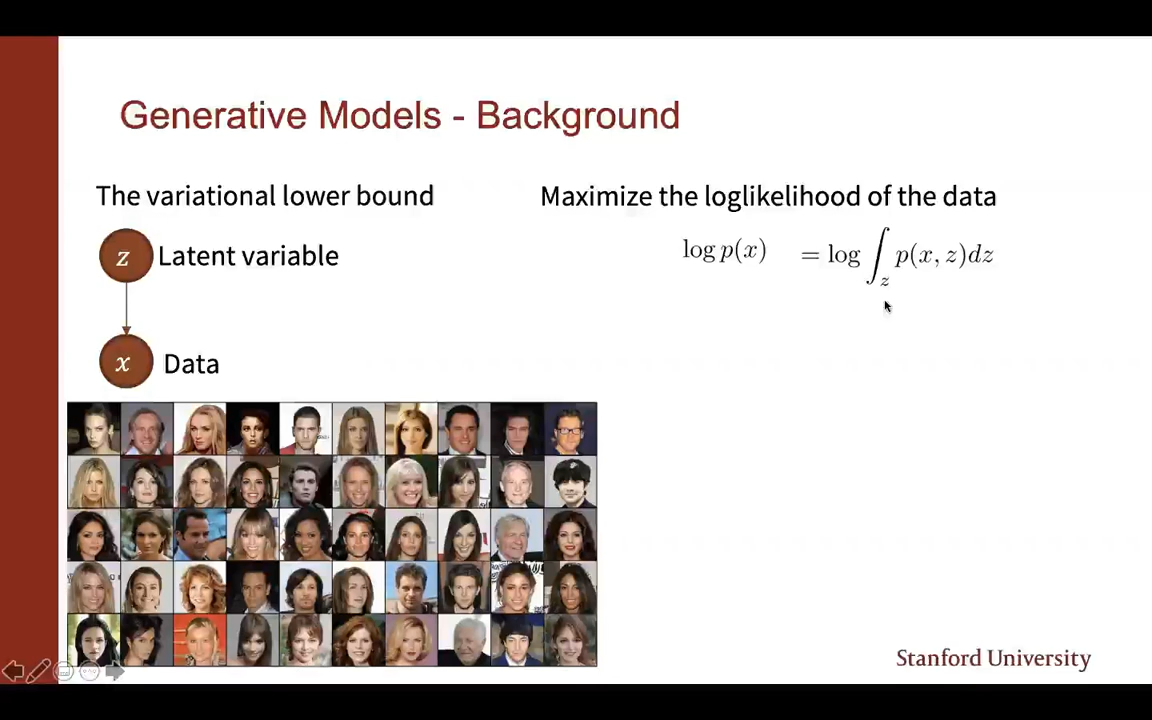 Generative Models - Background
The variational lower bound
z Latent variable
x Data
Maximize the loglikelihood of the data
log p(x) = log ∫_z p(x, z)dz
Stanford University